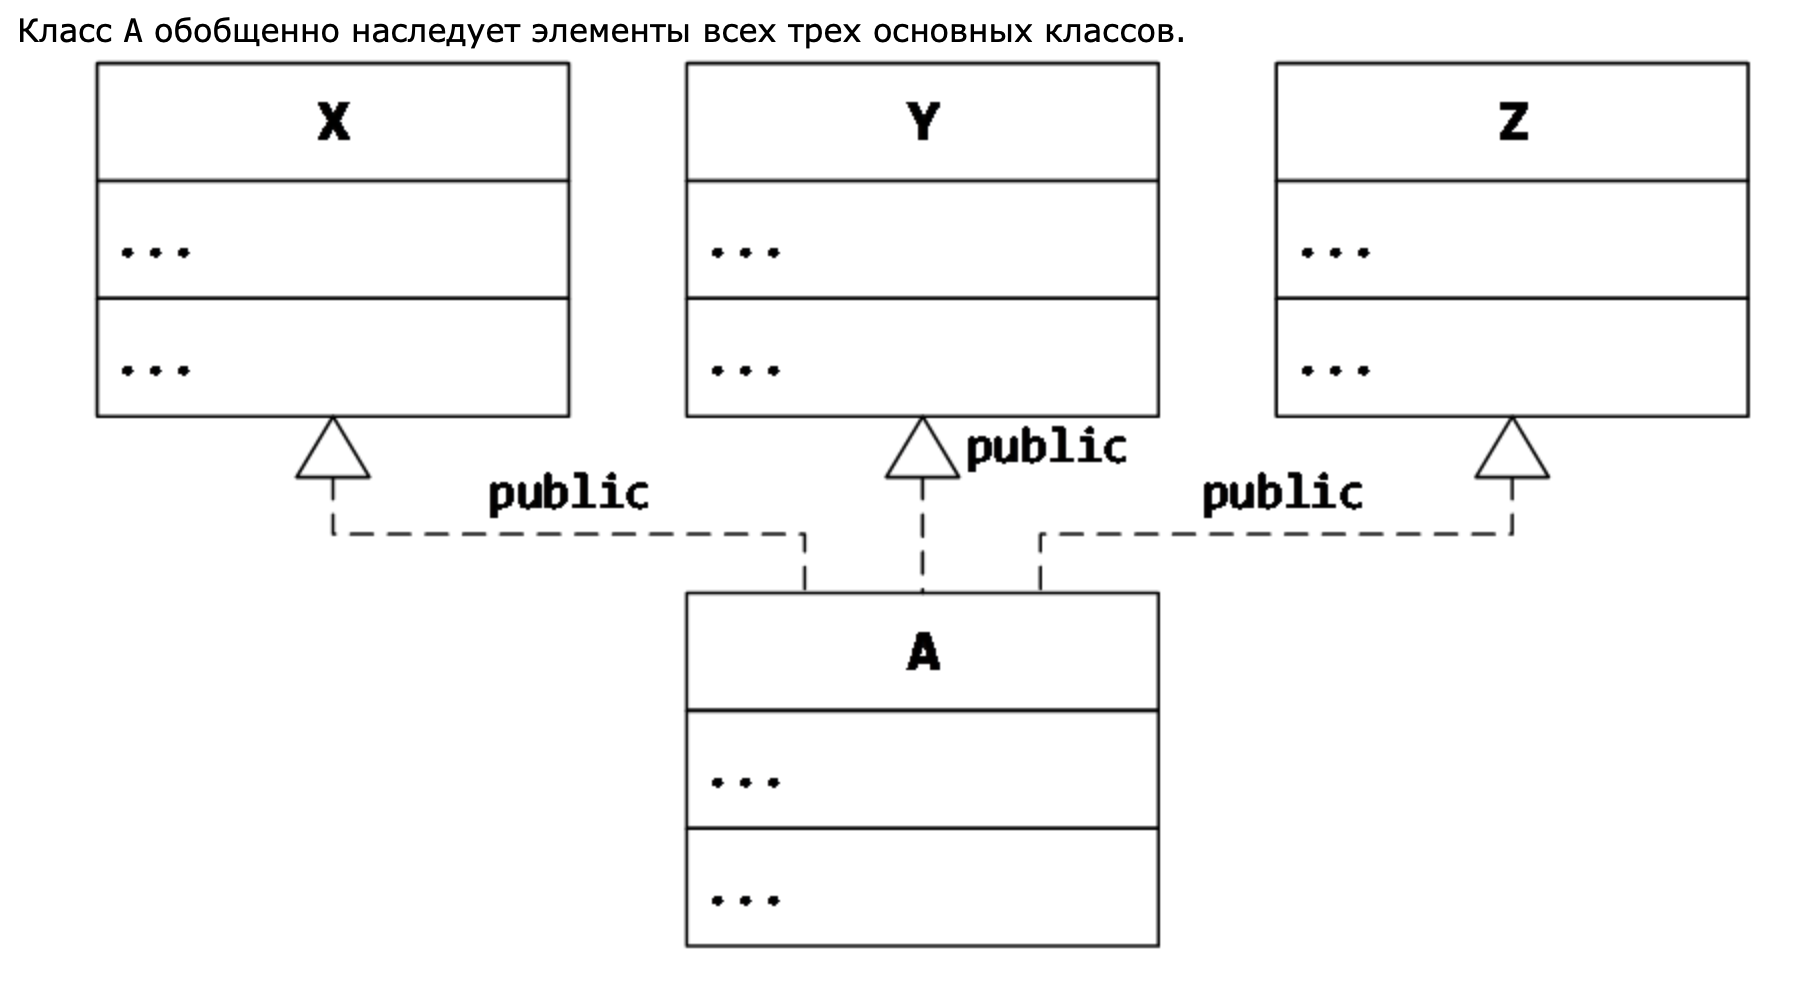 Класс A обобщенно наследует элементы всех трех основных классов.
X
Y
Z
...
...
...
...
...
...
public
public
public
A
...
...